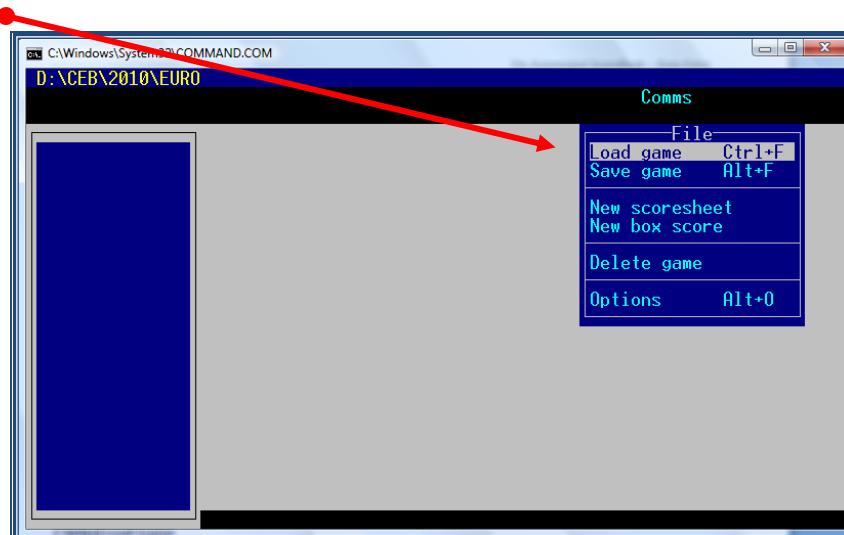 C:\Windows\System32\COMMAND.COM
D:\CEB\2010\EURO
Comms
File
Load game Ctrl+F
Save game Alt+F
New scoresheet
New box score
Delete game
Options Alt+O